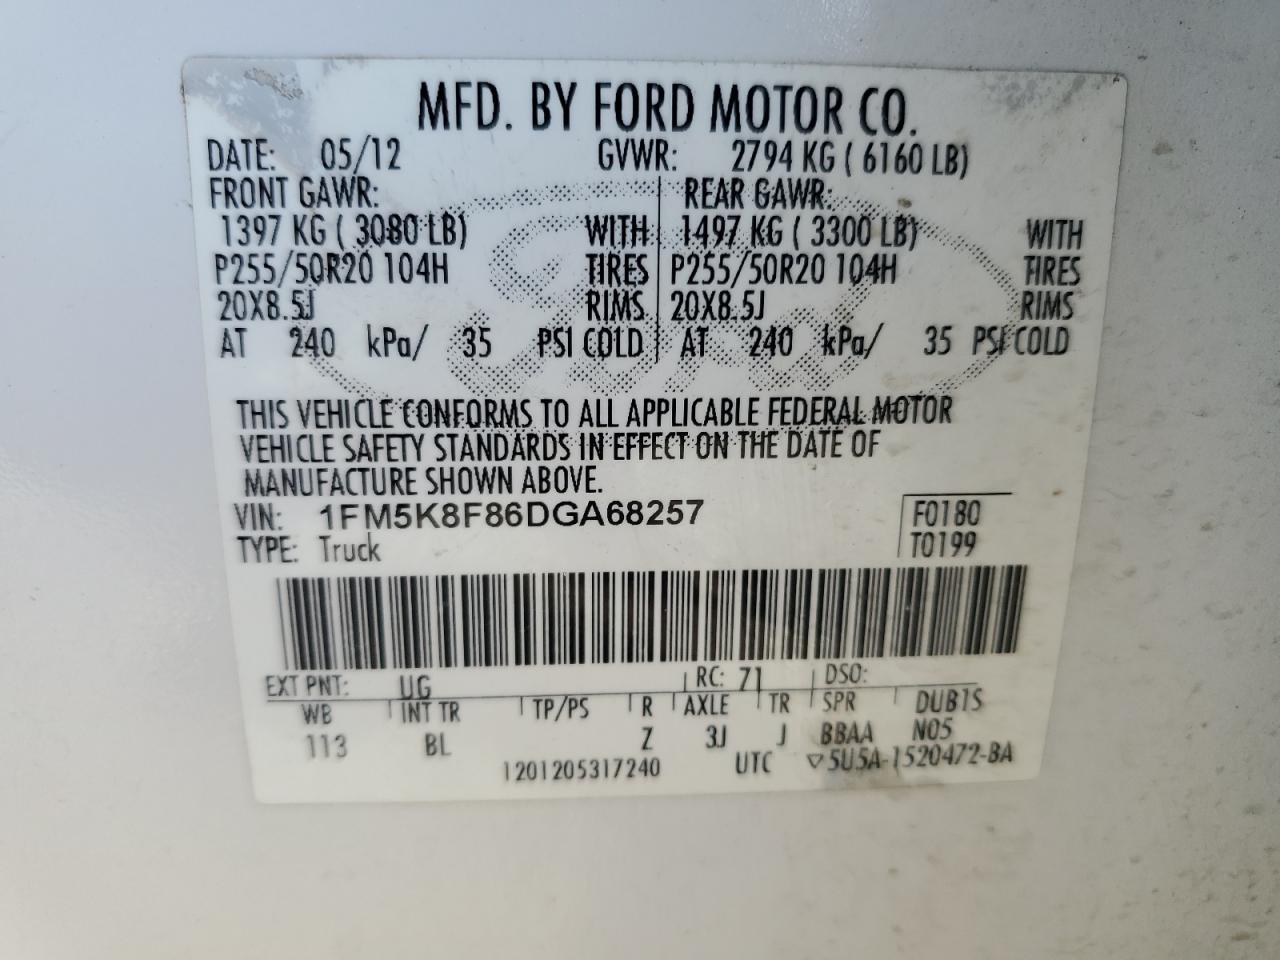 MFD. BY FORD MOTOR CO.
DATE: 05/12 GVWR: 2794 KG ( 6160 LB)
FRONT GAWR: REAR GAWR:
1397 KG ( 3080 LB) WITH 1497 KG ( 3300 LB) WITH
P255/50R20 104H TIRES P255/50R20 104H TIRES
20X8.5J RIMS 20X8.5J RIMS
AT 240 kPa/ 35 PSI COLD AT 240 kPa/ 35 PSI COLD
THIS VEHICLE CONFORMS TO ALL APPLICABLE FEDERAL MOTOR
VEHICLE SAFETY STANDARDS IN EFFECT ON THE DATE OF
MANUFACTURE SHOWN ABOVE.
VIN: 1FM5K8F86DGA68257 F0180
TYPE: Truck T0199
EXT PNT: UG RC: 71 DSO:
WB INT TR TP/PS R AXLE TR SPR DUB1S
113 BL Z 3J J BBAA N05
1201205317240 UTC ▽5U5A-1520472-BA